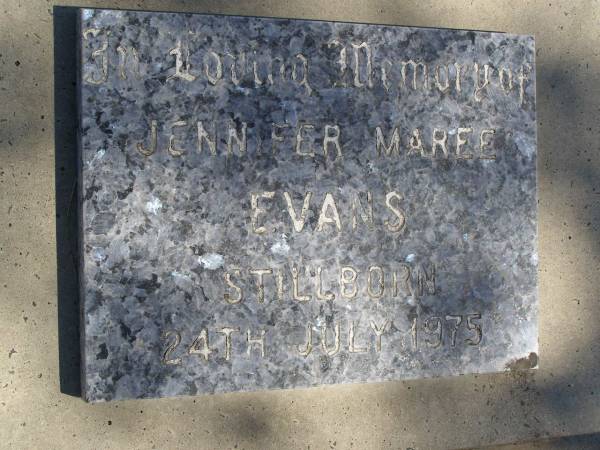 In Loving Memory of
JENNIFER MAREE
EVANS
STILLBORN
24TH JULY 1975